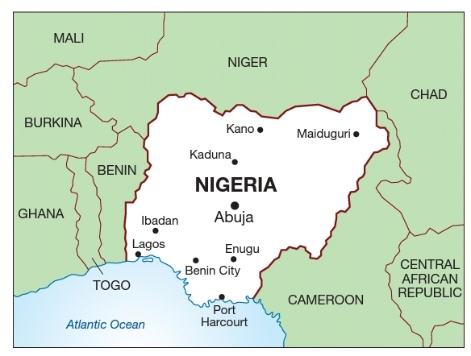 MALI
NIGER
CHAD
BURKINA
Kano
Maiduguri
Kaduna
BENIN
NIGERIA
GHANA
Abuja
Ibadan
Lagos
Enugu
Benin City
CENTRAL
AFRICAN
REPUBLIC
TOGO
CAMEROON
Port
Harcourt
Atlantic Ocean